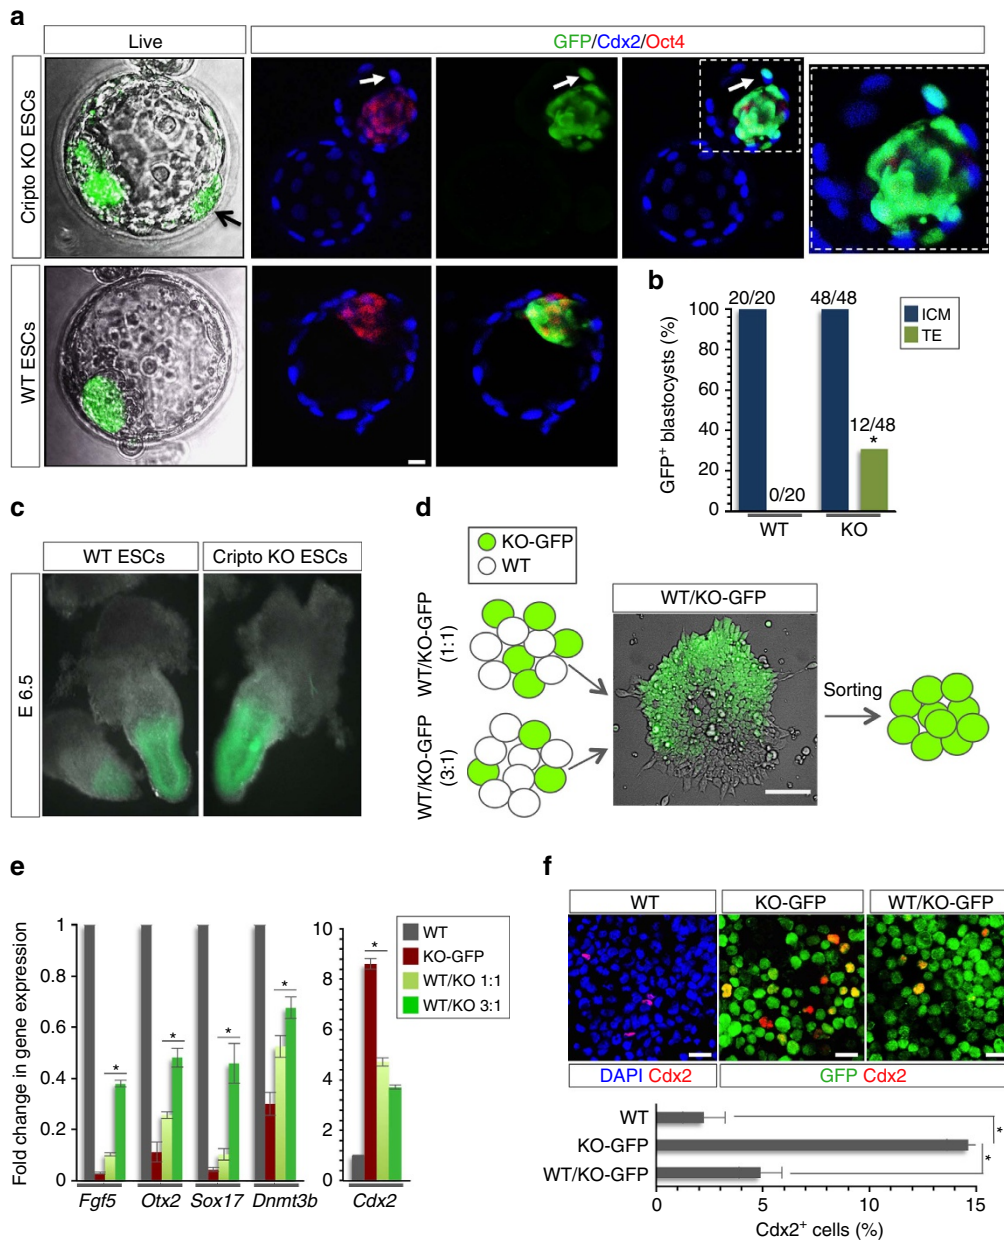 a
Live
GFP/Cdx2/Oct4
Cripto KO ESCs
WT ESCs
b
GFP+ blastocysts (%)
100
80
60
40
20
0
20/20
0/20
48/48
12/48
*
WT
KO
ICM
TE
c
WT ESCs
Cripto KO ESCs
E 6.5
d
KO-GFP
WT
WT/KO-GFP
(1:1)
WT/KO-GFP
(3:1)
WT/KO-GFP
Sorting
e
Fold change in gene expression
1
0.8
0.6
0.4
0.2
0
*
*
*
*
Fgf5
Otx2
Sox17
Dnmt3b
10
8
6
4
2
0
*
Cdx2
WT
KO-GFP
WT/KO 1:1
WT/KO 3:1
f
WT
KO-GFP
WT/KO-GFP
DAPI Cdx2
GFP Cdx2
WT
KO-GFP
WT/KO-GFP
*
*
0
5
10
15
Cdx2+ cells (%)